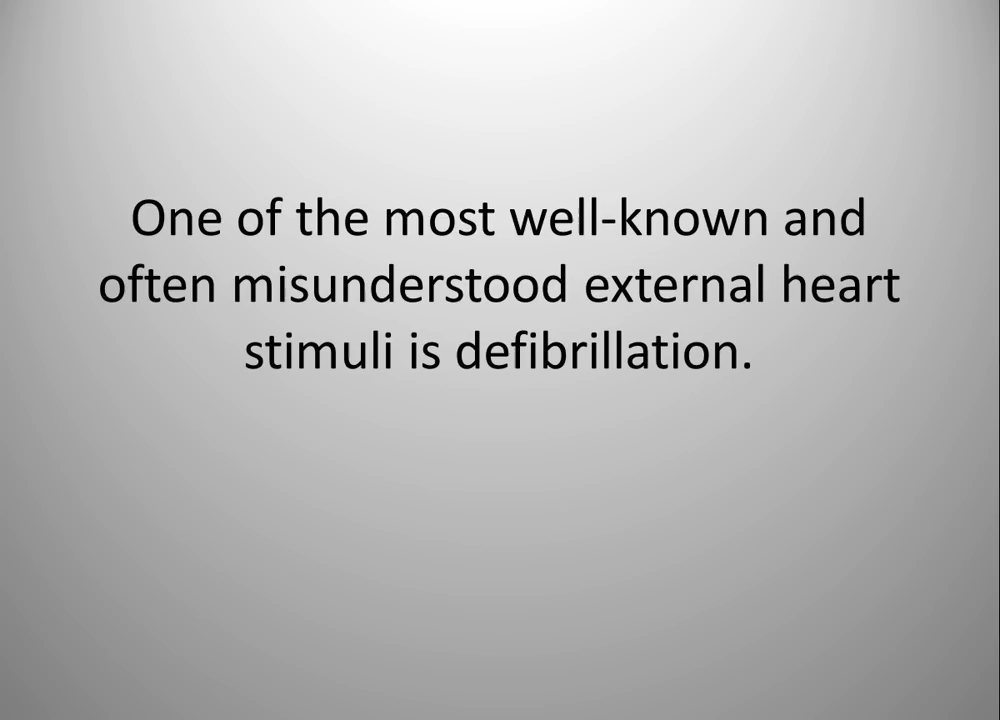 One of the most well-known and
often misunderstood external heart
stimuli is defibrillation.